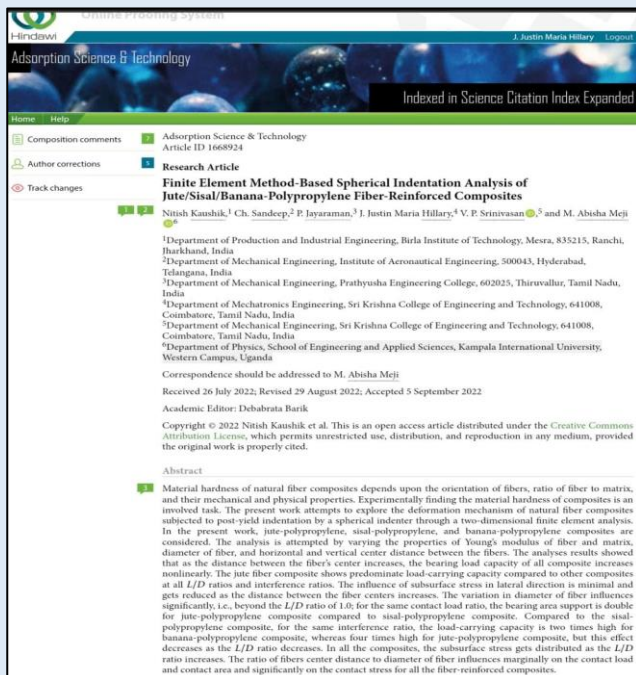 Online Proofing System
Hindawi
J. Justin Maria Hillary Logout
Adsorption Science & Technology
Indexed in Science Citation Index Expanded
Home Help
Composition comments 7
Author corrections 5
Track changes
Adsorption Science & Technology
Article ID 1668924
Research Article
Finite Element Method-Based Spherical Indentation Analysis of
Jute/Sisal/Banana-Polypropylene Fiber-Reinforced Composites
1 2 Nitish Kaushik,1 Ch. Sandeep,2 P. Jayaraman,3 J. Justin Maria Hillary,4 V. P. Srinivasan,5 and M. Abisha Meji
6
1Department of Production and Industrial Engineering, Birla Institute of Technology, Mesra, 835215, Ranchi,
Jharkhand, India
2Department of Mechanical Engineering, Institute of Aeronautical Engineering, 500043, Hyderabad,
Telangana, India
3Department of Mechanical Engineering, Prathyusha Engineering College, 602025, Thiruvallur, Tamil Nadu,
India
4Department of Mechatronics Engineering, Sri Krishna College of Engineering and Technology, 641008,
Coimbatore, Tamil Nadu, India
5Department of Mechanical Engineering, Sri Krishna College of Engineering and Technology, 641008,
Coimbatore, Tamil Nadu, India
6Department of Physics, School of Engineering and Applied Sciences, Kampala International University,
Western Campus, Uganda
Correspondence should be addressed to M. Abisha Meji
Received 26 July 2022; Revised 29 August 2022; Accepted 5 September 2022
Academic Editor: Debabrata Barik
Copyright © 2022 Nitish Kaushik et al. This is an open access article distributed under the Creative Commons
Attribution License, which permits unrestricted use, distribution, and reproduction in any medium, provided
the original work is properly cited.
Abstract
3 Material hardness of natural fiber composites depends upon the orientation of fibers, ratio of fiber to matrix,
and their mechanical and physical properties. Experimentally finding the material hardness of composites is an
involved task. The present work attempts to explore the deformation mechanism of natural fiber composites
subjected to post-yield indentation by a spherical indenter through a two-dimensional finite element analysis.
In the present work, jute-polypropylene, sisal-polypropylene, and banana-polypropylene composites are
considered. The analysis is attempted by varying the properties of Young's modulus of fiber and matrix,
diameter of fiber, and horizontal and vertical center distance between the fibers. The analyses results showed
that as the distance between the fiber's center increases, the bearing load capacity of all composite increases
nonlinearly. The jute fiber composite shows predominate load-carrying capacity compared to other composites
at all L/D ratios and interference ratios. The influence of subsurface stress in lateral direction is minimal and
gets reduced as the distance between the fiber centers increases. The variation in diameter of fiber influences
significantly, i.e., beyond the L/D ratio of 1.0; for the same contact load ratio, the bearing area support is double
for jute-polypropylene composite compared to sisal-polypropylene composite. Compared to the sisal-
polypropylene composite, for the same interference ratio, the load-carrying capacity is two times high for
banana-polypropylene composite, whereas four times high for jute-polypropylene composite, but this effect
decreases as the L/D ratio decreases. In all the composites, the subsurface stress gets distributed as the L/D
ratio increases. The ratio of fibers center distance to diameter of fiber influences marginally on the contact load
and contact area and significantly on the contact stress for all the fiber-reinforced composites.